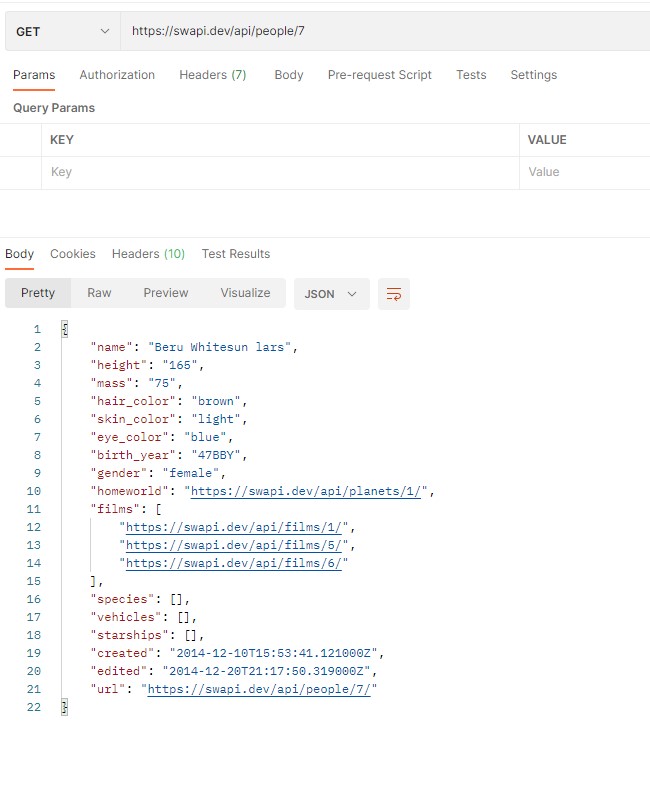 GET https://swapi.dev/api/people/7
Params Authorization Headers (7) Body Pre-request Script Tests Settings
Query Params
KEY VALUE
Key Value
Body Cookies Headers (10) Test Results
Pretty Raw Preview Visualize JSON
1 {
2 "name": "Beru Whitesun lars",
3 "height": "165",
4 "mass": "75",
5 "hair_color": "brown",
6 "skin_color": "light",
7 "eye_color": "blue",
8 "birth_year": "47BBY",
9 "gender": "female",
10 "homeworld": "https://swapi.dev/api/planets/1/",
11 "films": [
12 "https://swapi.dev/api/films/1/",
13 "https://swapi.dev/api/films/5/",
14 "https://swapi.dev/api/films/6/"
15 ],
16 "species": [],
17 "vehicles": [],
18 "starships": [],
19 "created": "2014-12-10T15:53:41.121000Z",
20 "edited": "2014-12-20T21:17:50.319000Z",
21 "url": "https://swapi.dev/api/people/7/"
22 }